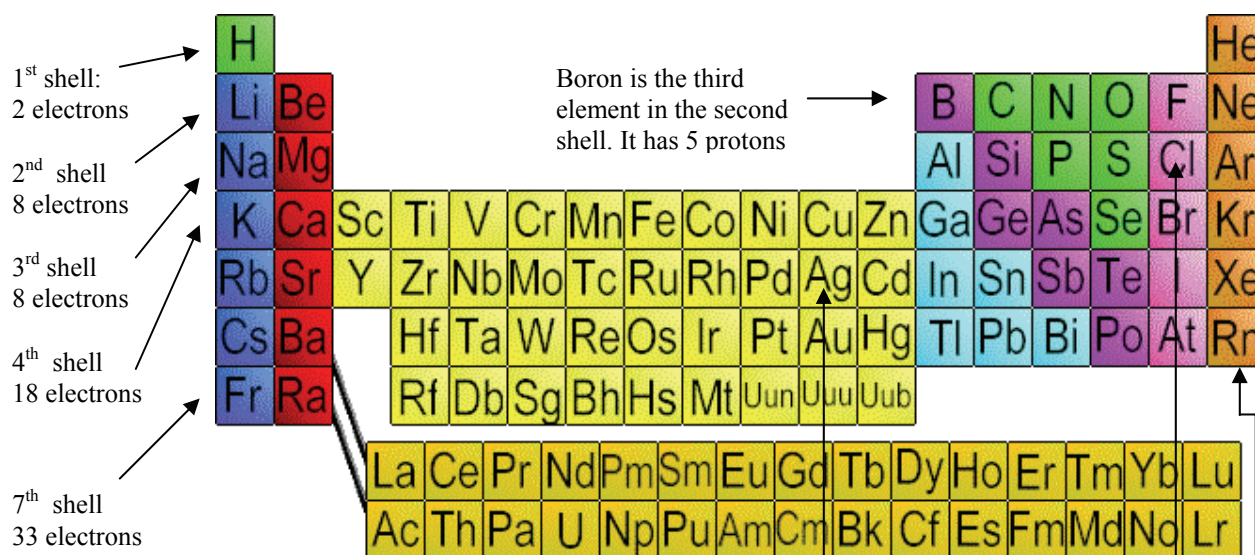 H He
1st shell:
2 electrons
Boron is the third
element in the second
shell. It has 5 protons
Li Be B C N O F Ne
2nd shell
8 electrons
Na Mg Al Si P S Cl Ar
3rd shell
8 electrons
K Ca Sc Ti V Cr Mn Fe Co Ni Cu Zn Ga Ge As Se Br Kr
4th shell
18 electrons
Rb Sr Y Zr Nb Mo Tc Ru Rh Pd Ag Cd In Sn Sb Te I Xe
Cs Ba Hf Ta W Re Os Ir Pt Au Hg Tl Pb Bi Po At Rn
Fr Ra Rf Db Sg Bh Hs Mt Uun Uuu Uub
7th shell
33 electrons
La Ce Pr Nd Pm Sm Eu Gd Tb Dy Ho Er Tm Yb Lu
Ac Th Pa U Np Pu Am Cm Bk Cf Es Fm Md No Lr